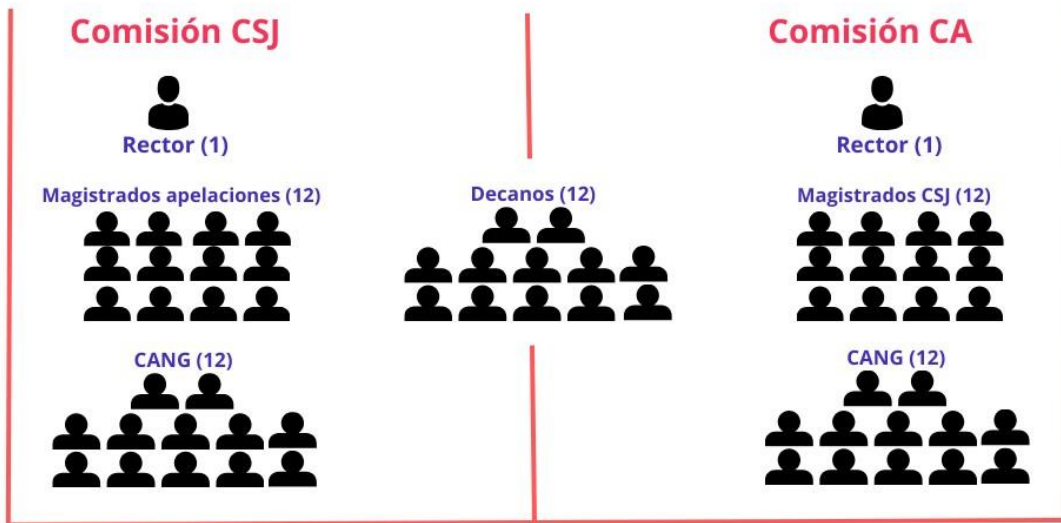 Comisión CSJ
Rector (1)
Magistrados apelaciones (12)
CANG (12)
Decanos (12)
Comisión CA
Rector (1)
Magistrados CSJ (12)
CANG (12)